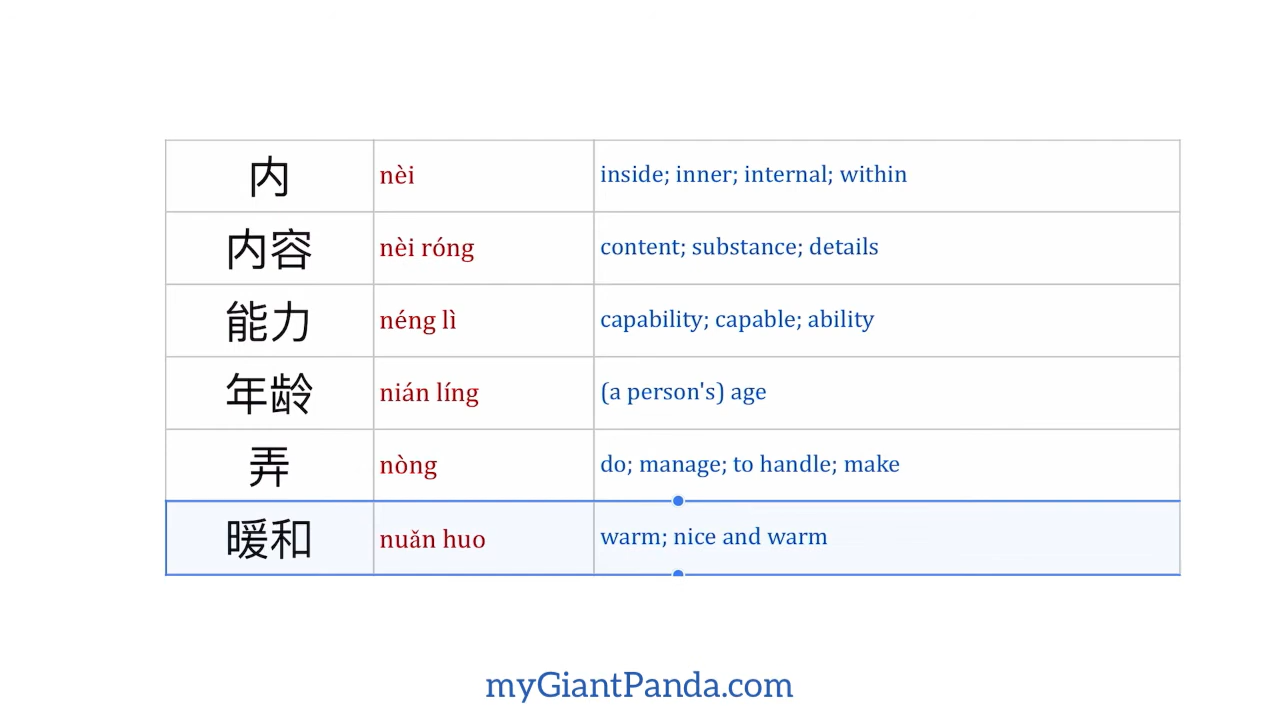 内 nèi inside; inner; internal; within
内容 nèi róng content; substance; details
能力 néng lì capability; capable; ability
年龄 nián líng (a person's) age
弄 nòng do; manage; to handle; make
暖和 nuǎn huo warm; nice and warm
myGiantPanda.com